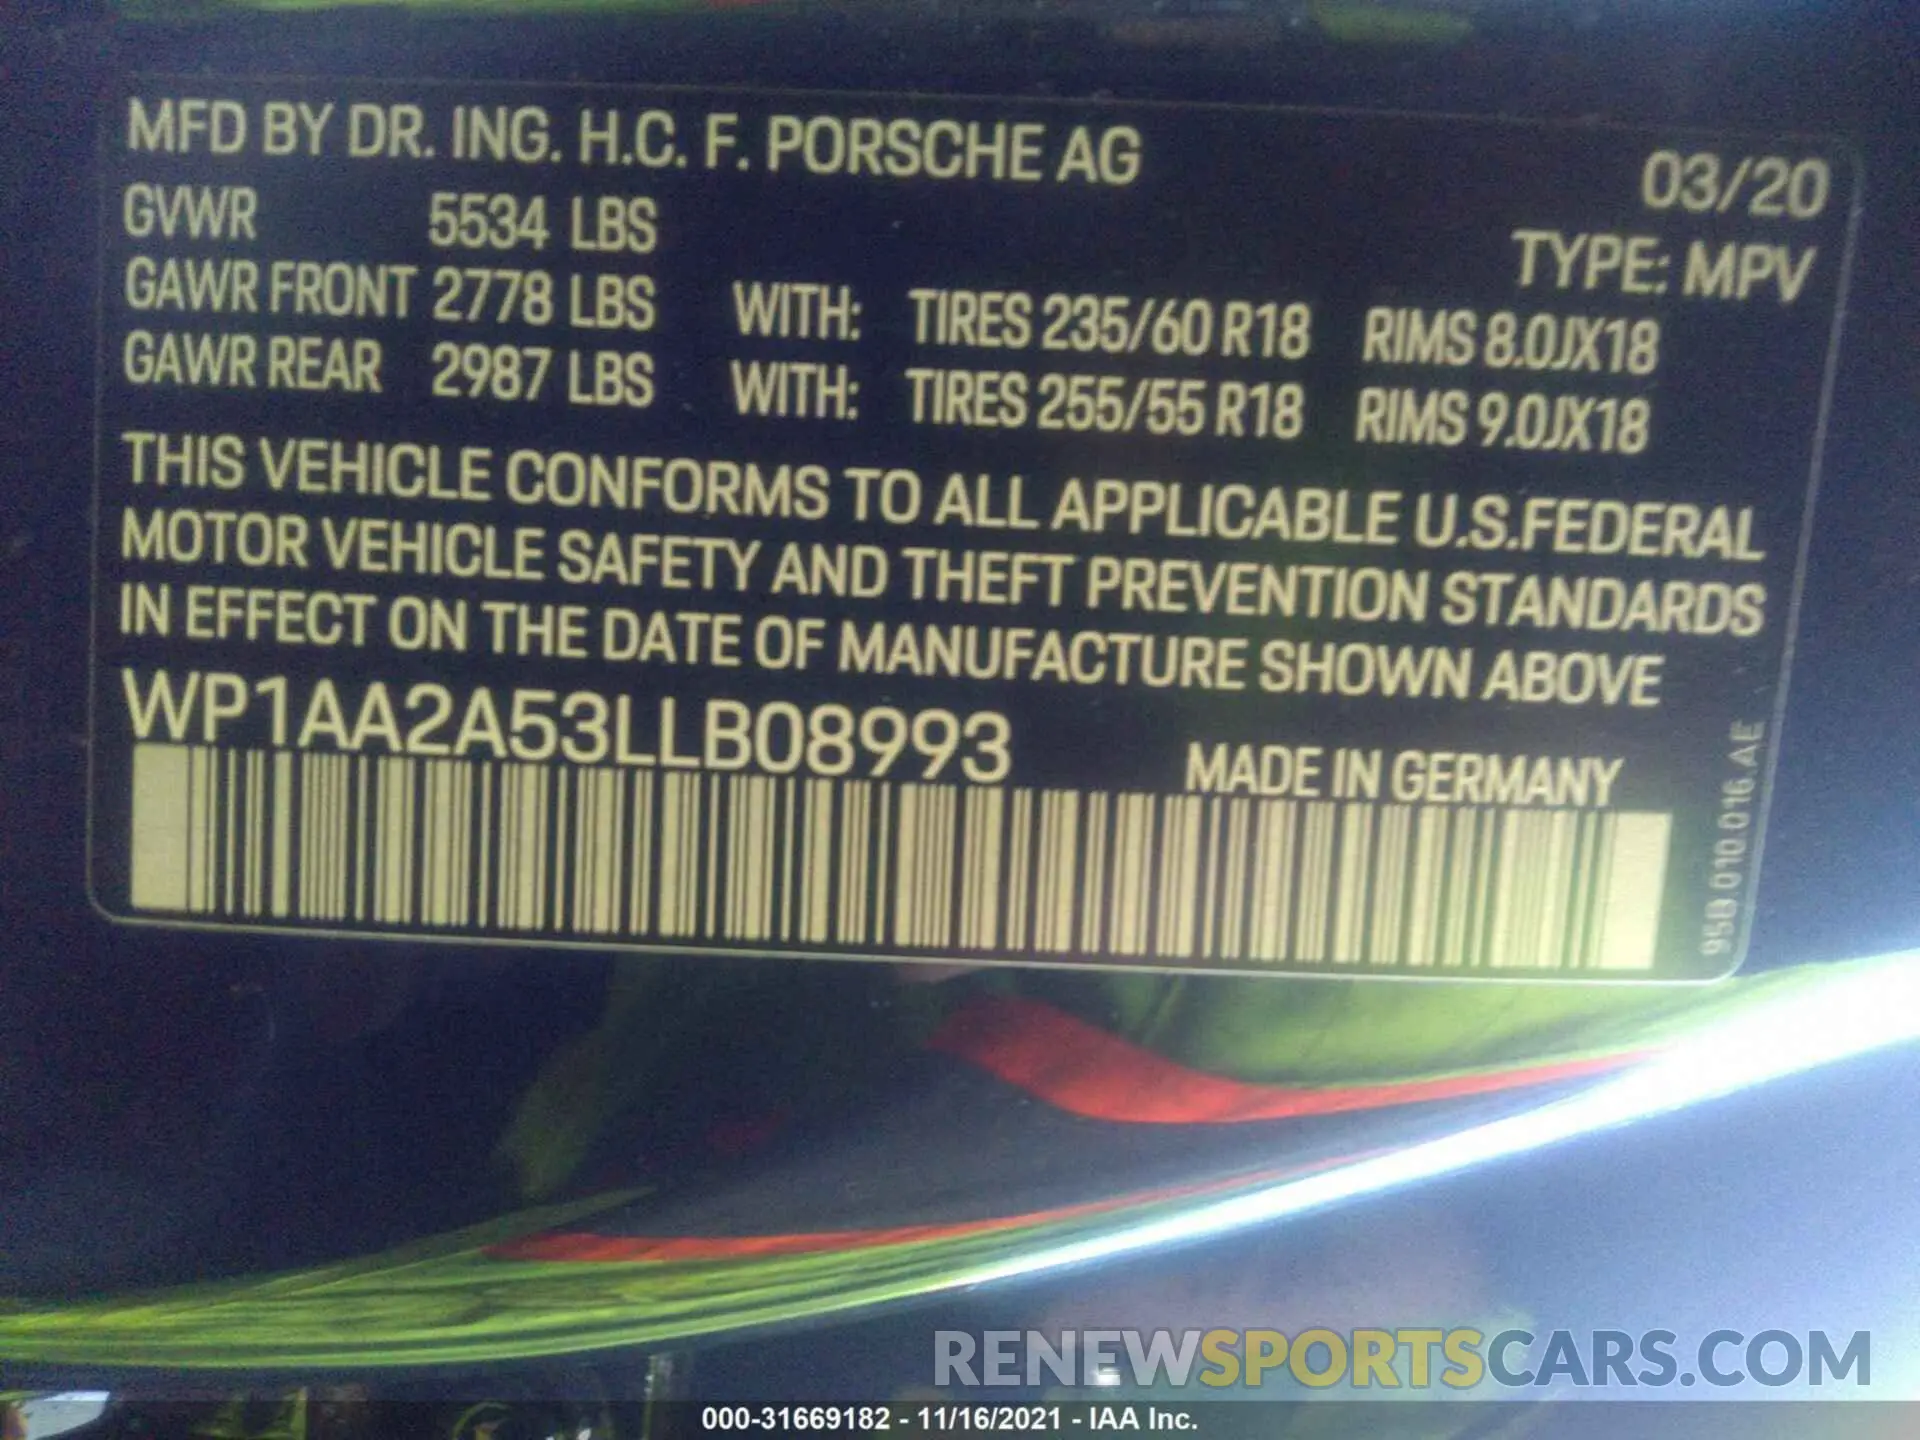 MFD BY DR. ING. H.C. F. PORSCHE AG 03/20
GVWR 5534 LBS TYPE: MPV
GAWR FRONT 2778 LBS WITH: TIRES 235/60 R18 RIMS 8.0JX18
GAWR REAR 2987 LBS WITH: TIRES 255/55 R18 RIMS 9.0JX18
THIS VEHICLE CONFORMS TO ALL APPLICABLE U.S.FEDERAL
MOTOR VEHICLE SAFETY AND THEFT PREVENTION STANDARDS
IN EFFECT ON THE DATE OF MANUFACTURE SHOWN ABOVE
WP1AA2A53LLB08993
MADE IN GERMANY
95B.010.016.AE
RENEWSPORTSCARS.COM
000-31669182 - 11/16/2021 - IAA Inc.